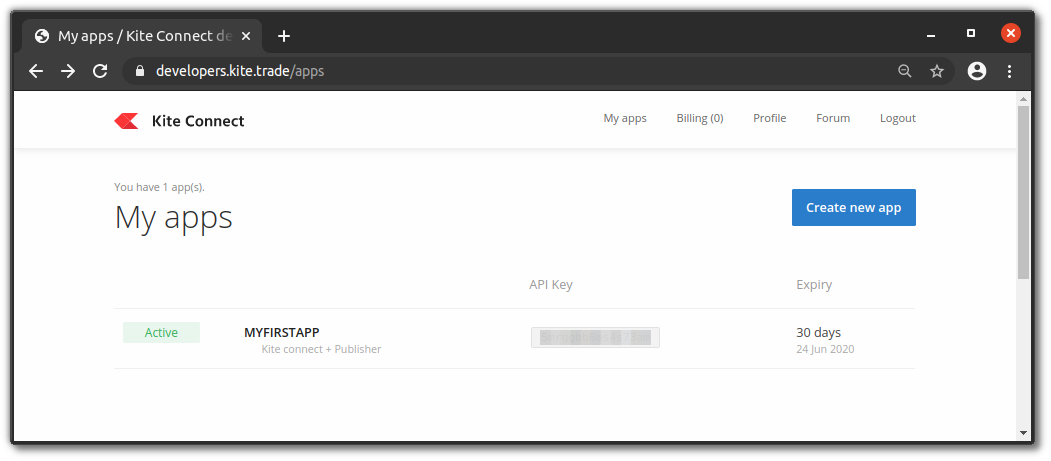 My apps / Kite Connect de
developers.kite.trade/apps
Kite Connect
My apps Billing (0) Profile Forum Logout
You have 1 app(s).
My apps
Create new app
API Key Expiry
Active MYFIRSTAPP 30 days
Kite connect + Publisher 24 Jun 2020